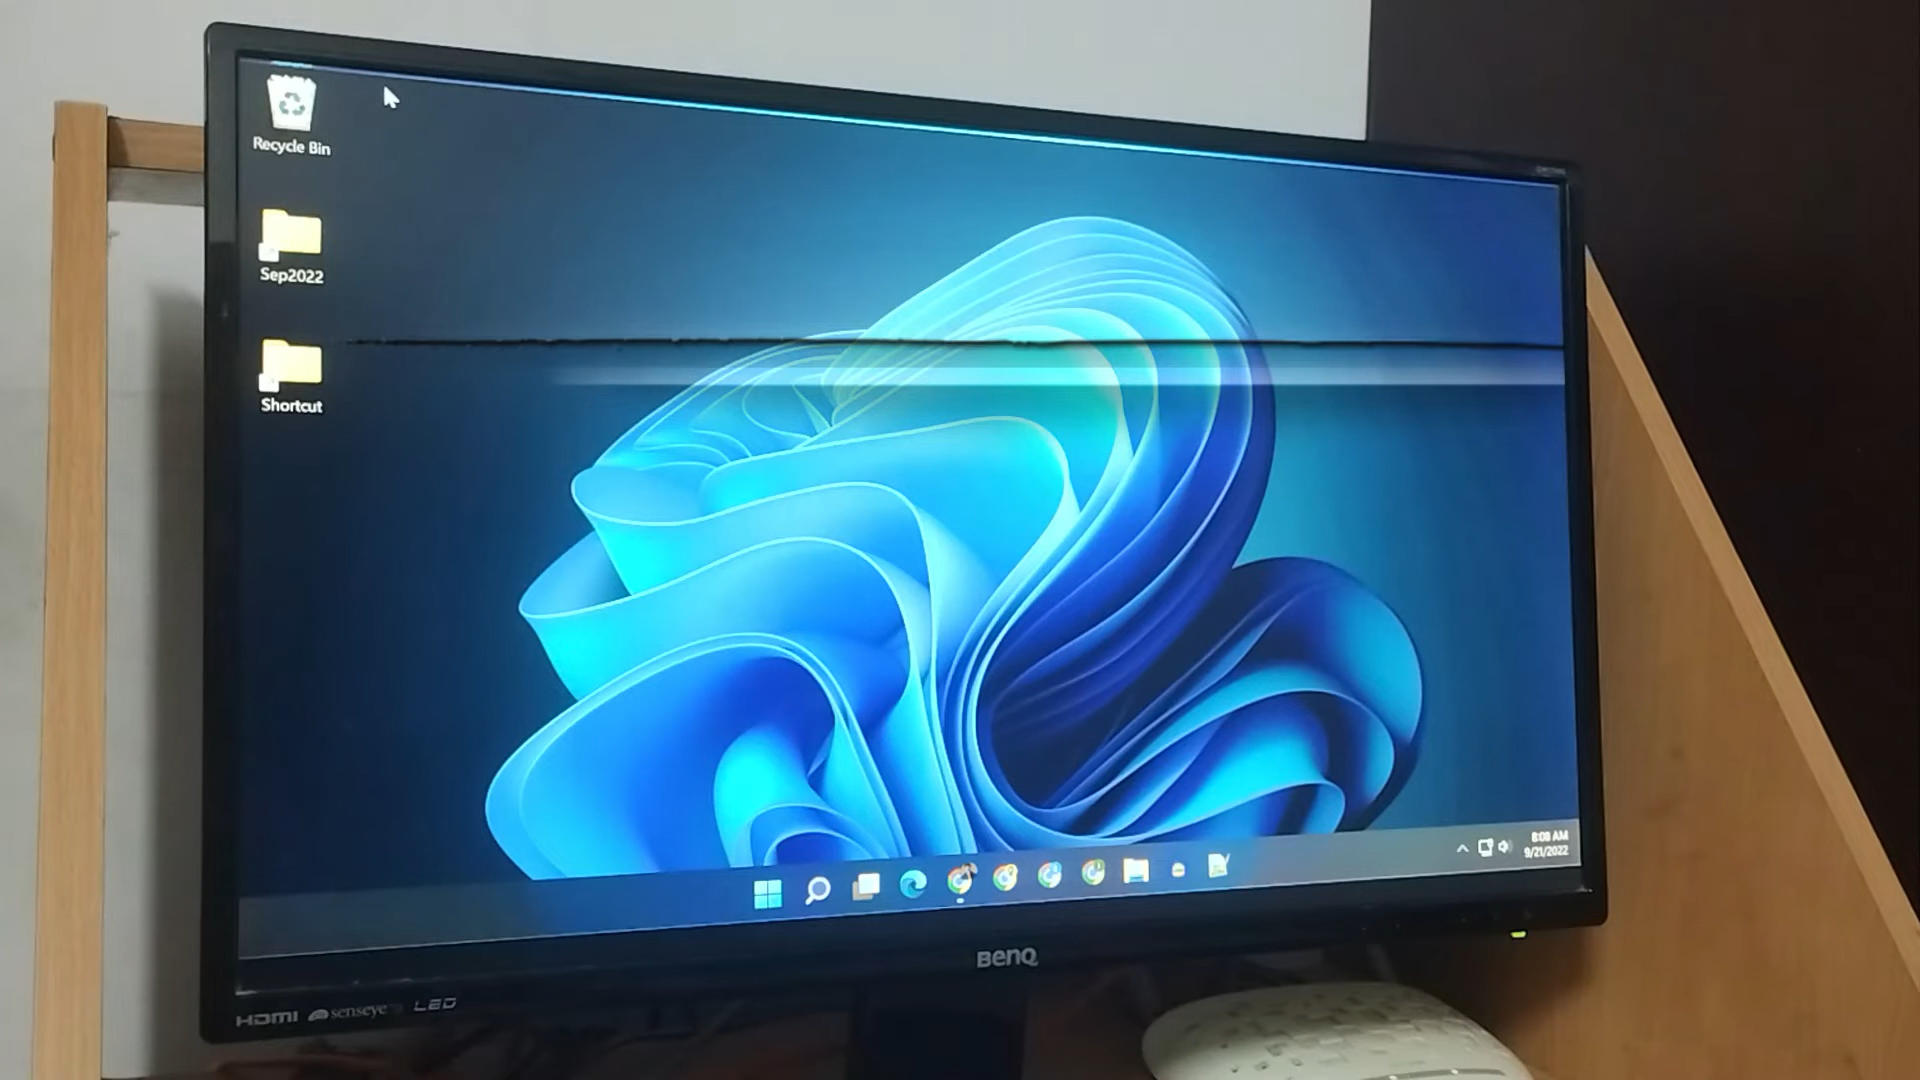 Recycle Bin
Sep2022
Shortcut
8:08 AM
9/21/2022
BenQ
HDMI senseye LED